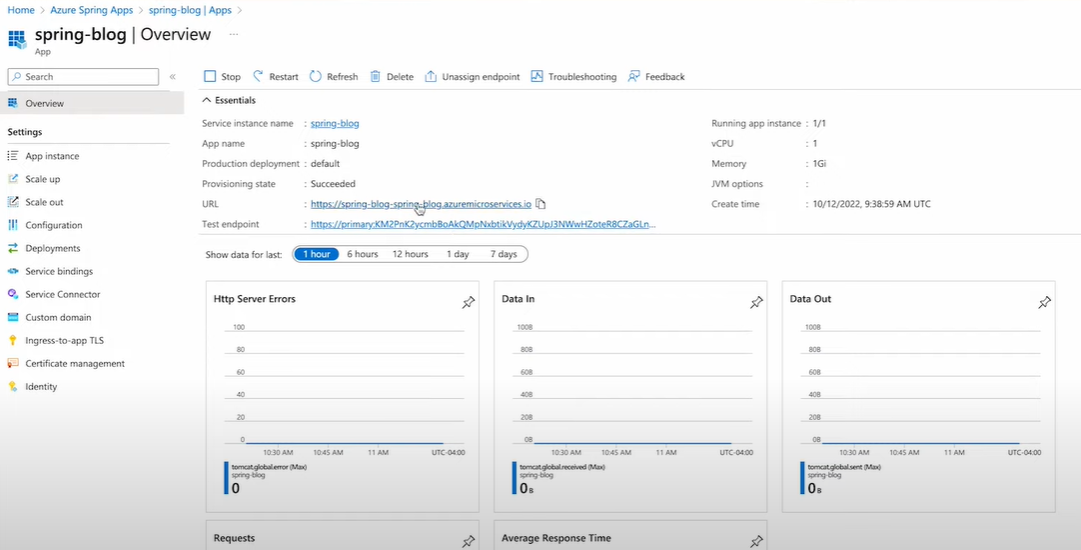 Home > Azure Spring Apps > spring-blog | Apps >
spring-blog | Overview ...
App
Search «
Stop Restart Refresh Delete Unassign endpoint Troubleshooting Feedback
Overview
Settings
App instance
Scale up
Scale out
Configuration
Deployments
Service bindings
Service Connector
Custom domain
Ingress-to-app TLS
Certificate management
Identity
Essentials
Service instance name : spring-blog
App name : spring-blog
Production deployment : default
Provisioning state : Succeeded
URL : https://spring-blog-spring-blog.azuremicroservices.io
Test endpoint :
Running app instance : 1/1
vCPU : 1
Memory : 1Gi
JVM options :
Create time : 10/12/2022, 9:38:59 AM UTC
Show data for last: 1 hour 6 hours 12 hours 1 day 7 days
Http Server Errors
100
80
60
40
20
0
10:30 AM 10:45 AM 11 AM UTC-04:00
tomcat.global.error (Max)
spring-blog
0
Data In
100B
80B
60B
40B
20B
0B
10:30 AM 10:45 AM 11 AM UTC-04:00
tomcat.global.received (Max)
spring-blog
0 B
Data Out
100B
80B
60B
40B
20B
0B
10:30 AM 10:45 AM 11 AM UTC-04:00
tomcat.global.sent (Max)
spring-blog
0 B
Requests
Average Response Time